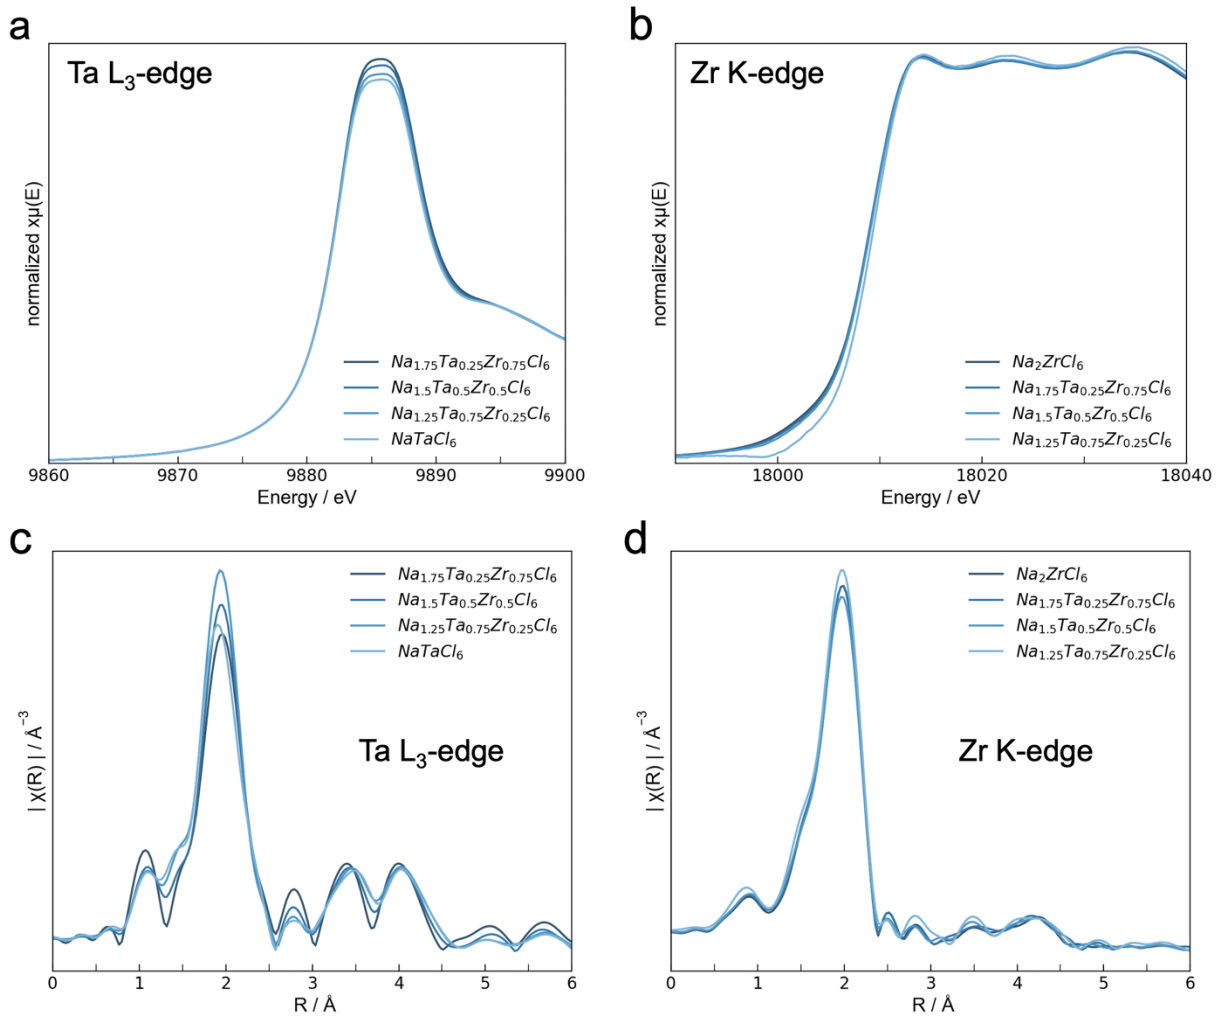 a
Ta L₃-edge
normalized xμ(E)
Na₁.₇₅Ta₀.₂₅Zr₀.₇₅Cl₆
Na₁.₅Ta₀.₅Zr₀.₅Cl₆
Na₁.₂₅Ta₀.₇₅Zr₀.₂₅Cl₆
NaTaCl₆
9860 9870 9880 9890 9900
Energy / eV
b
Zr K-edge
normalized xμ(E)
Na₂ZrCl₆
Na₁.₇₅Ta₀.₂₅Zr₀.₇₅Cl₆
Na₁.₅Ta₀.₅Zr₀.₅Cl₆
Na₁.₂₅Ta₀.₇₅Zr₀.₂₅Cl₆
18000 18020 18040
Energy / eV
c
Na₁.₇₅Ta₀.₂₅Zr₀.₇₅Cl₆
Na₁.₅Ta₀.₅Zr₀.₅Cl₆
Na₁.₂₅Ta₀.₇₅Zr₀.₂₅Cl₆
NaTaCl₆
Ta L₃-edge
| χ(R) | / Å⁻³
0 1 2 3 4 5 6
R / Å
d
Na₂ZrCl₆
Na₁.₇₅Ta₀.₂₅Zr₀.₇₅Cl₆
Na₁.₅Ta₀.₅Zr₀.₅Cl₆
Na₁.₂₅Ta₀.₇₅Zr₀.₂₅Cl₆
Zr K-edge
| χ(R) | / Å⁻³
0 1 2 3 4 5 6
R / Å